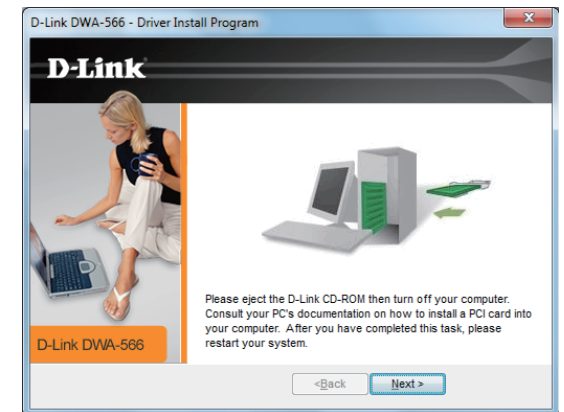 D-Link DWA-566 - Driver Install Program
D-Link
Please eject the D-Link CD-ROM then turn off your computer.
Consult your PC's documentation on how to install a PCI card into
your computer. After you have completed this task, please
restart your system.
D-Link DWA-566
<Back
Next >